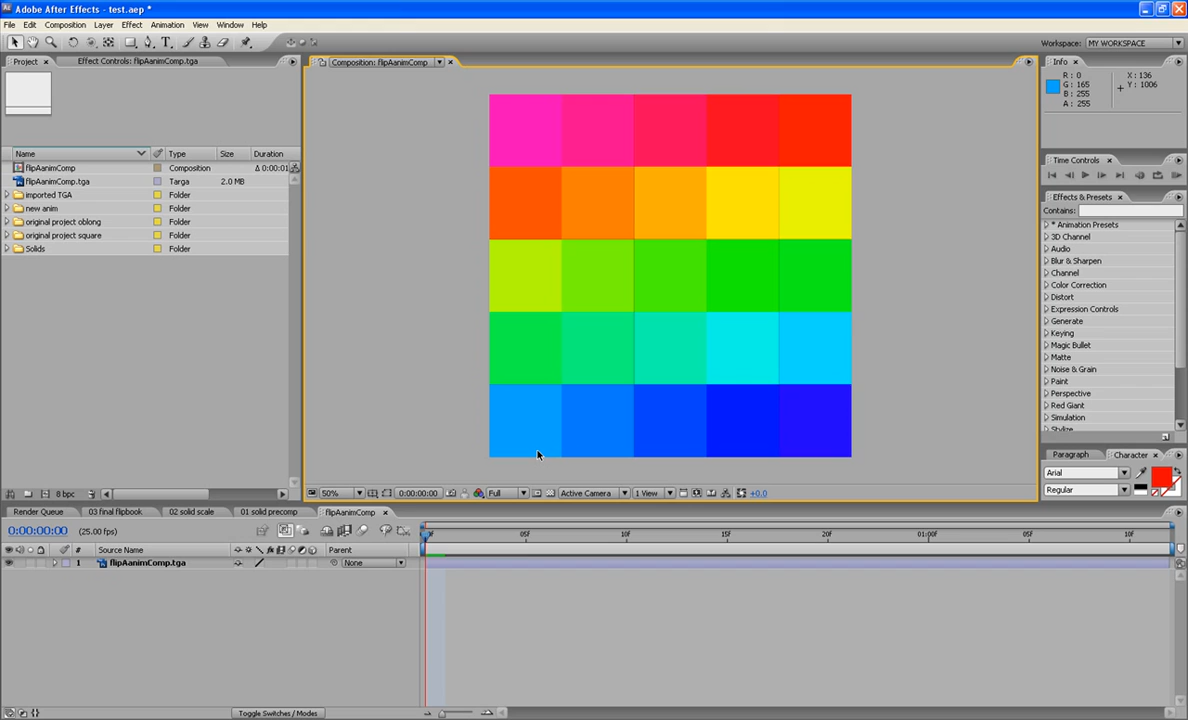 Adobe After Effects - test.aep *
File Edit Composition Layer Effect Animation View Window Help
Workspace: MY WORKSPACE
Project × Effect Controls: flipAanimComp.tga
Composition: flipAanimComp
Info ×
R: 0
G: 165
B: 255
A: 255
X: 136
Y: 1006
Name Type Size Duration
flipAanimComp Composition Δ 0:00:01
flipAanimComp.tga Targa 2.0 MB
imported TGA Folder
new anim Folder
original project oblong Folder
original project square Folder
Solids Folder
Time Controls ×
Effects & Presets ×
Contains:
* Animation Presets
3D Channel
Audio
Blur & Sharpen
Channel
Color Correction
Distort
Expression Controls
Generate
Keying
Magic Bullet
Matte
Noise & Grain
Paint
Perspective
Red Giant
Simulation
Stylize
Paragraph Character ×
Arial
Regular
8 bpc
50% 0:00:00:00 Full Active Camera 1 View +0.0
Render Queue 03 final flipbook 02 solid scale 01 solid precomp flipAanimComp ×
0:00:00:00 (25.00 fps)
05f 10f 15f 20f 01:00f 05f 10f
# Source Name Parent
1 flipAanimComp.tga None
Toggle Switches / Modes